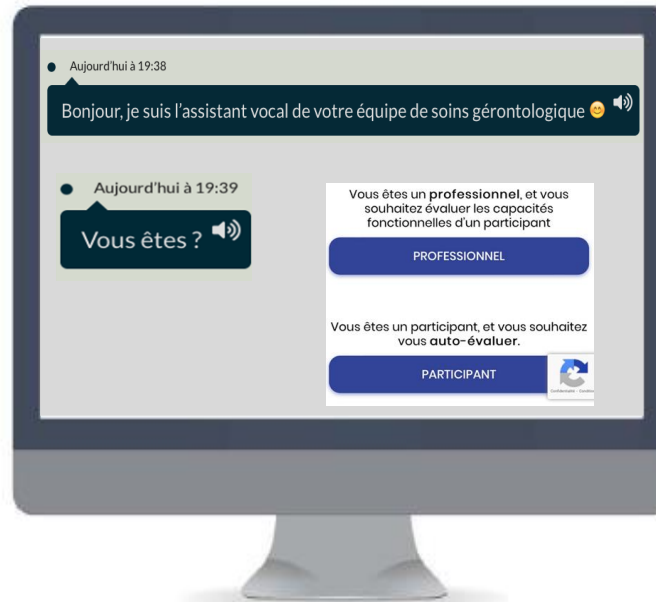 Aujourd'hui à 19:38
Bonjour, je suis l'assistant vocal de votre équipe de soins gérontologique 😊
Aujourd'hui à 19:39
Vous êtes ?
Vous êtes un professionnel, et vous
souhaitez évaluer les capacités
fonctionnelles d'un participant
PROFESSIONNEL
Vous êtes un participant, et vous souhaitez
vous auto-évaluer.
PARTICIPANT